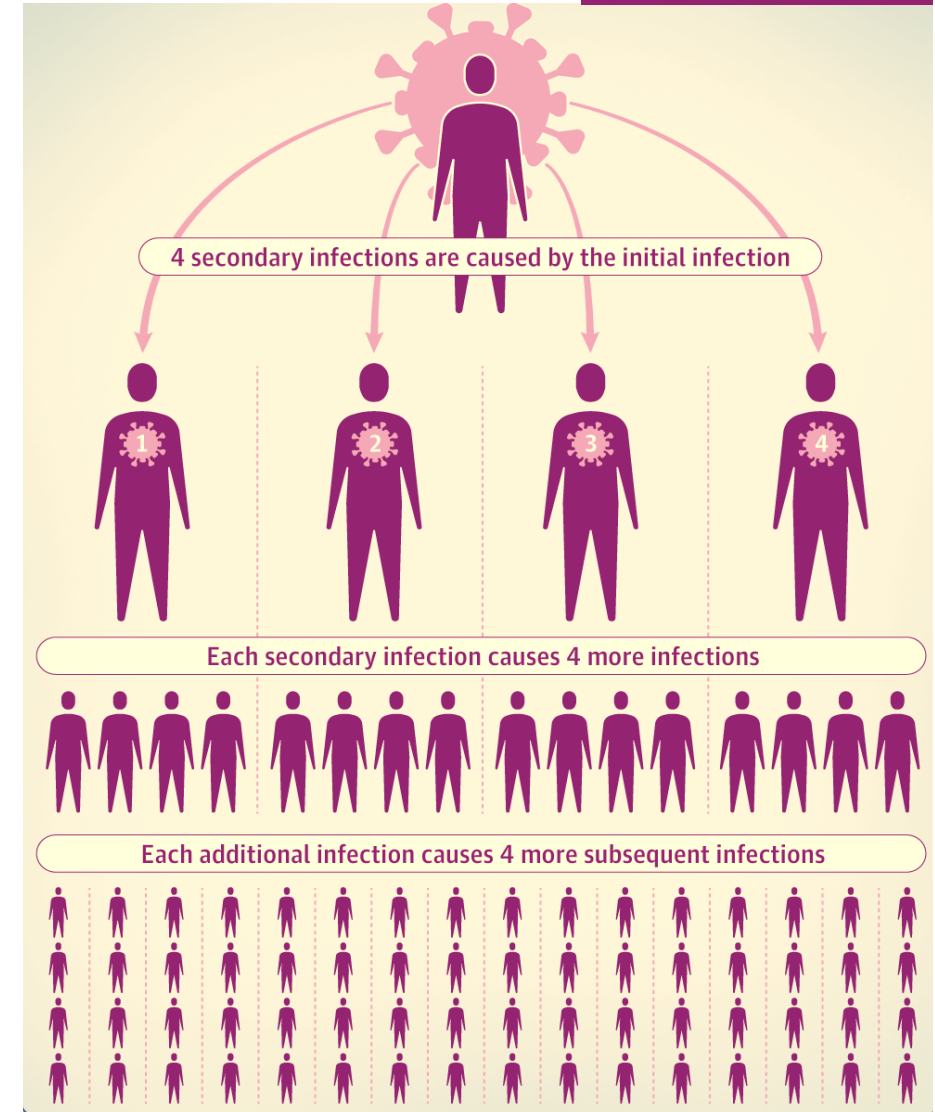 4 secondary infections are caused by the initial infection
1
2
3
4
Each secondary infection causes 4 more infections
Each additional infection causes 4 more subsequent infections